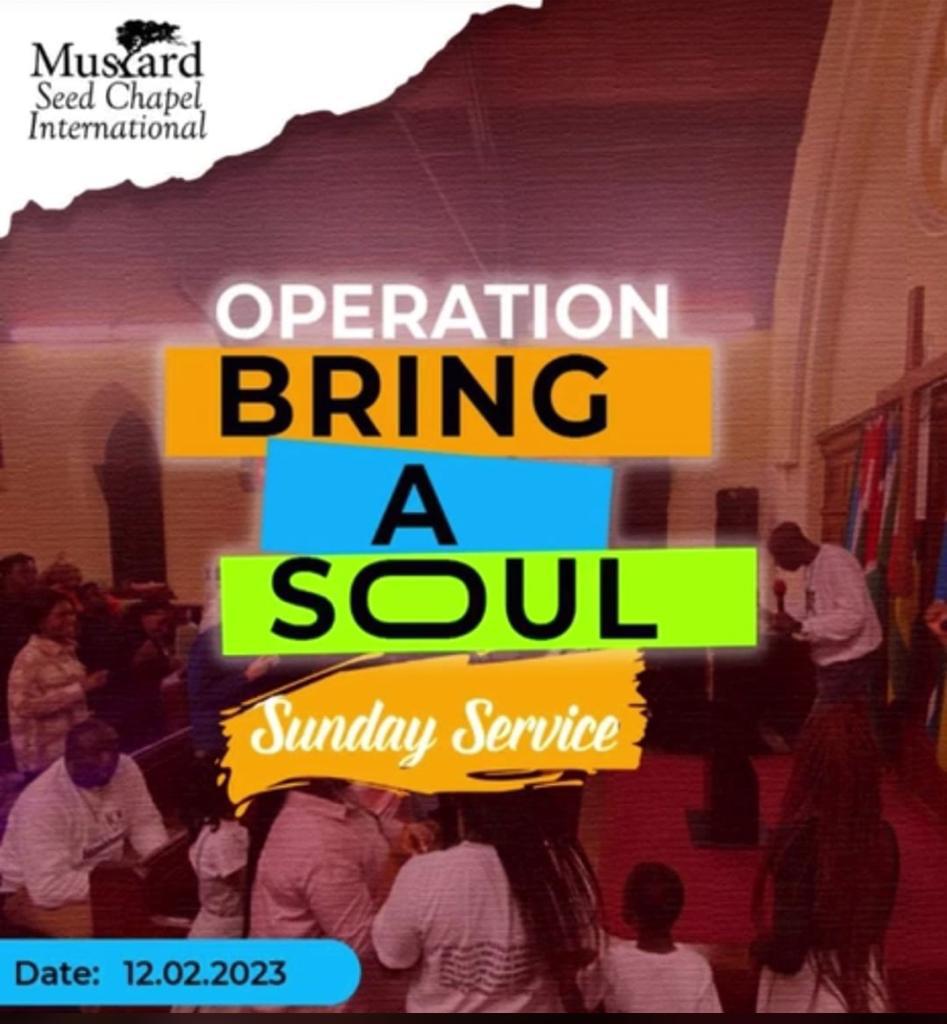 Mustard
Seed Chapel
International
OPERATION
BRING
A
SOUL
Sunday Service
Date: 12.02.2023